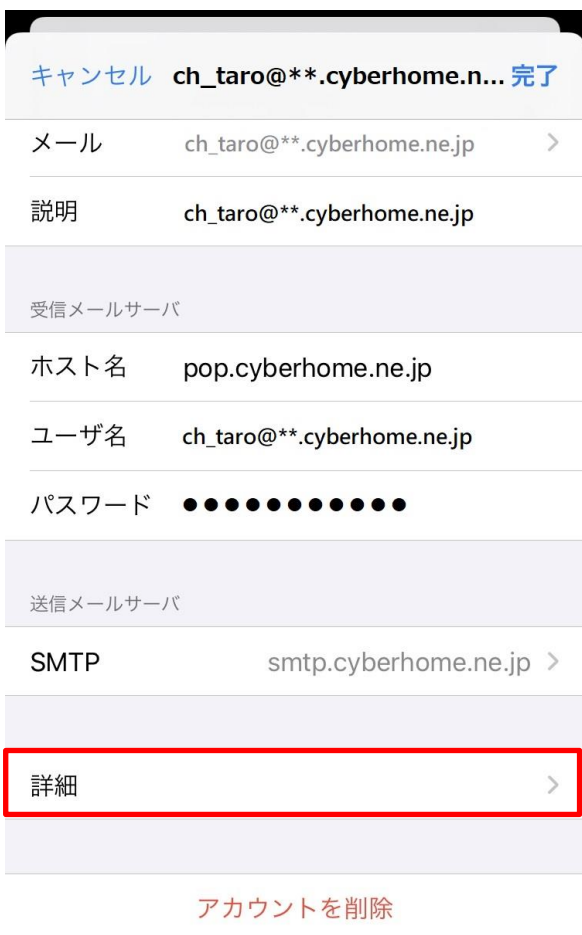 キャンセル ch_taro@**.cyberhome.n... 完了
メール ch_taro@**.cyberhome.ne.jp
説明 ch_taro@**.cyberhome.ne.jp
受信メールサーバ
ホスト名 pop.cyberhome.ne.jp
ユーザ名 ch_taro@**.cyberhome.ne.jp
パスワード ●●●●●●●●●●●
送信メールサーバ
SMTP smtp.cyberhome.ne.jp
詳細
アカウントを削除